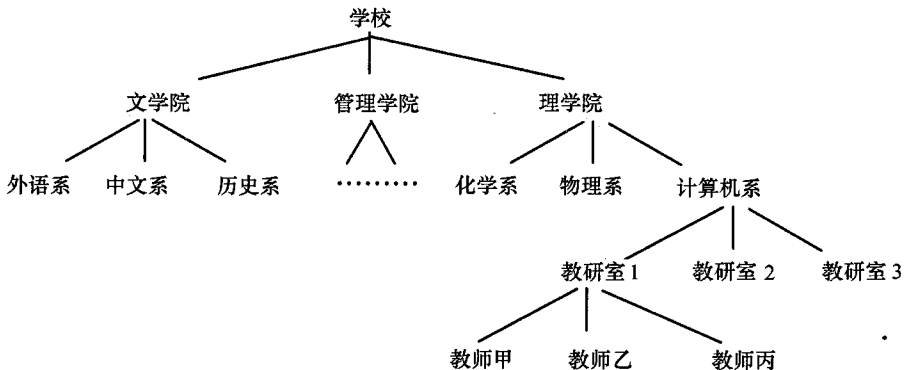 学校
文学院 管理学院 理学院
外语系 中文系 历史系 ········· 化学系 物理系 计算机系
教研室1 教研室2 教研室3
教师甲 教师乙 教师丙